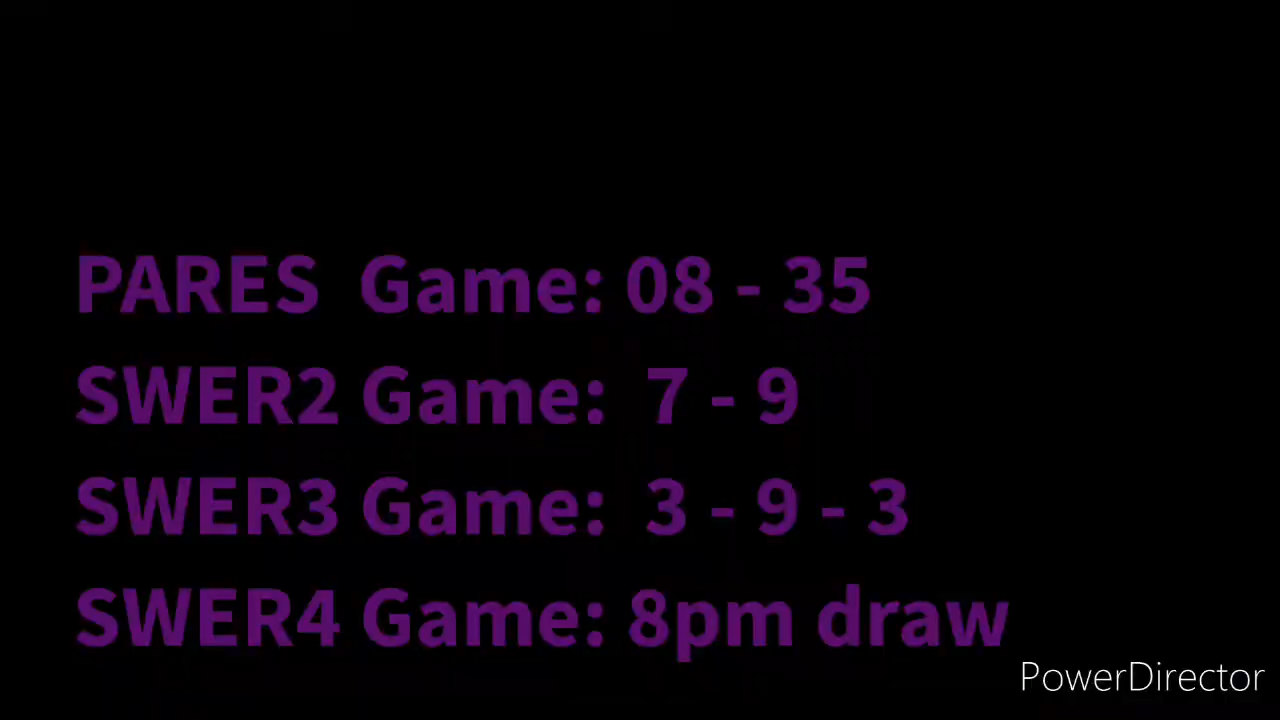 PARES  Game: 08 - 35
SWER2 Game:  7 - 9
SWER3 Game:  3 - 9 - 3
SWER4 Game: 8pm draw
PowerDirector